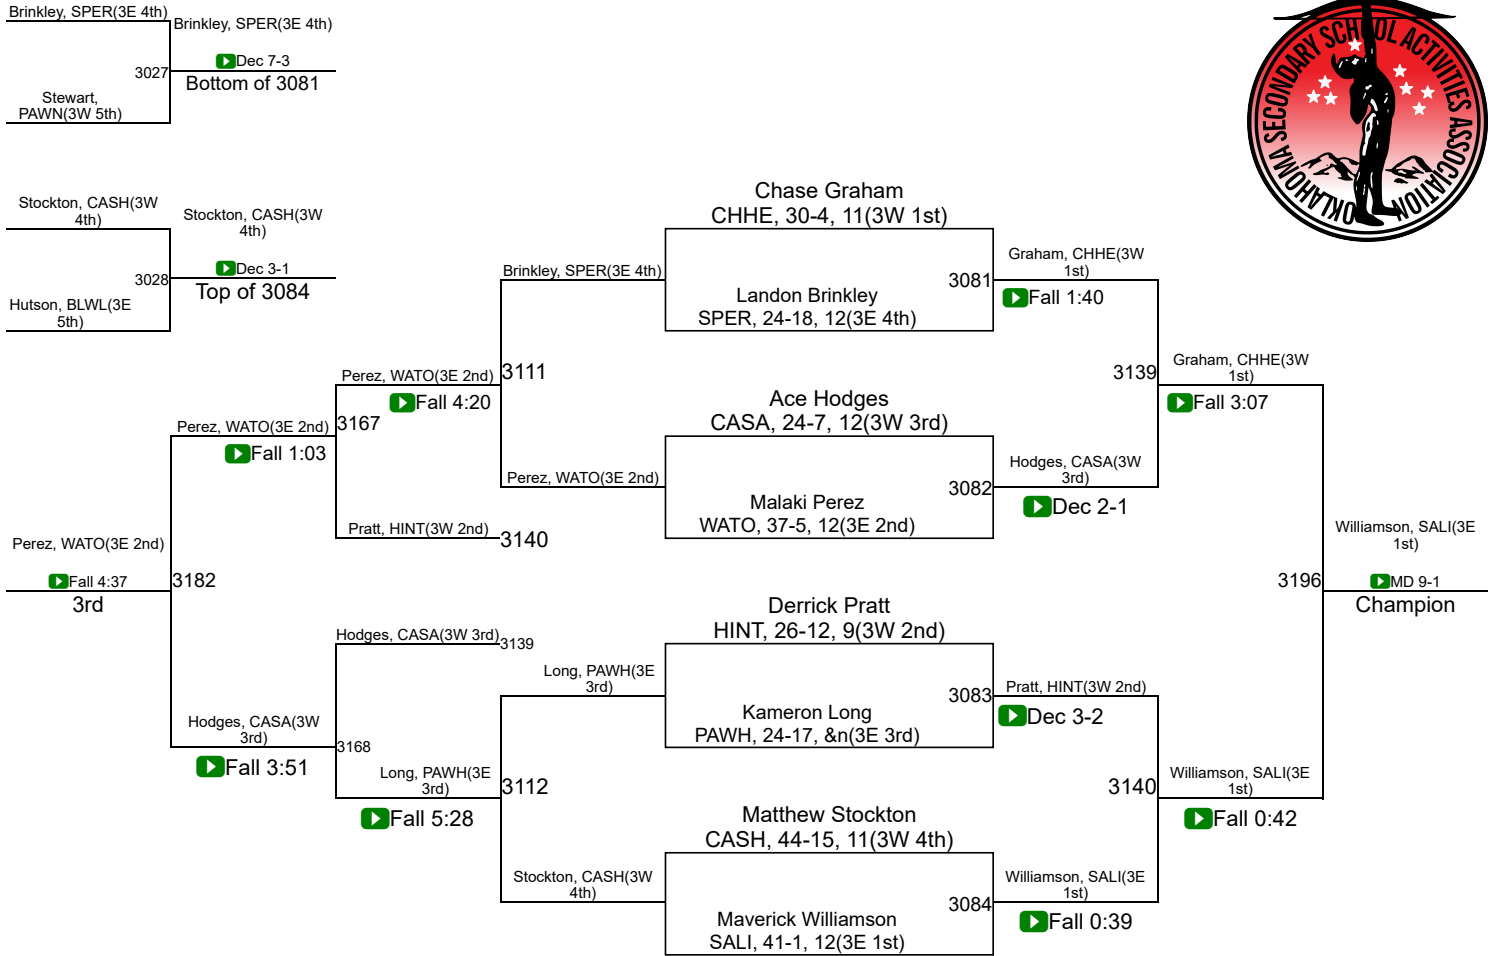 Brinkley, SPER(3E 4th)
Brinkley, SPER(3E 4th)
3027
Dec 7-3
Bottom of 3081
Stewart,
PAWN(3W 5th)
OKLAHOMA SECONDARY SCHOOL ACTIVITIES ASSOCIATION
Stockton, CASH(3W
4th)
Stockton, CASH(3W
4th)
3028
Dec 3-1
Top of 3084
Hutson, BLWL(3E
5th)
Chase Graham
CHHE, 30-4, 11(3W 1st)
Brinkley, SPER(3E 4th)
3081
Landon Brinkley
SPER, 24-18, 12(3E 4th)
Graham, CHHE(3W
1st)
Fall 1:40
Perez, WATO(3E 2nd)
3111
Fall 4:20
Ace Hodges
CASA, 24-7, 12(3W 3rd)
3139
Graham, CHHE(3W
1st)
Fall 3:07
Perez, WATO(3E 2nd)
3167
Fall 1:03
Perez, WATO(3E 2nd)
3082
Malaki Perez
WATO, 37-5, 12(3E 2nd)
Hodges, CASA(3W
3rd)
Dec 2-1
Pratt, HINT(3W 2nd)
3140
Perez, WATO(3E 2nd)
3182
Fall 4:37
3rd
Williamson, SALI(3E
1st)
3196
MD 9-1
Champion
Derrick Pratt
HINT, 26-12, 9(3W 2nd)
Hodges, CASA(3W 3rd)
3139
Long, PAWH(3E
3rd)
3083
Kameron Long
PAWH, 24-17, &n(3E 3rd)
Pratt, HINT(3W 2nd)
Dec 3-2
Hodges, CASA(3W
3rd)
3168
Fall 3:51
Long, PAWH(3E
3rd)
3112
Fall 5:28
Matthew Stockton
CASH, 44-15, 11(3W 4th)
3140
Williamson, SALI(3E
1st)
Fall 0:42
Stockton, CASH(3W
4th)
3084
Maverick Williamson
SALI, 41-1, 12(3E 1st)
Williamson, SALI(3E
1st)
Fall 0:39